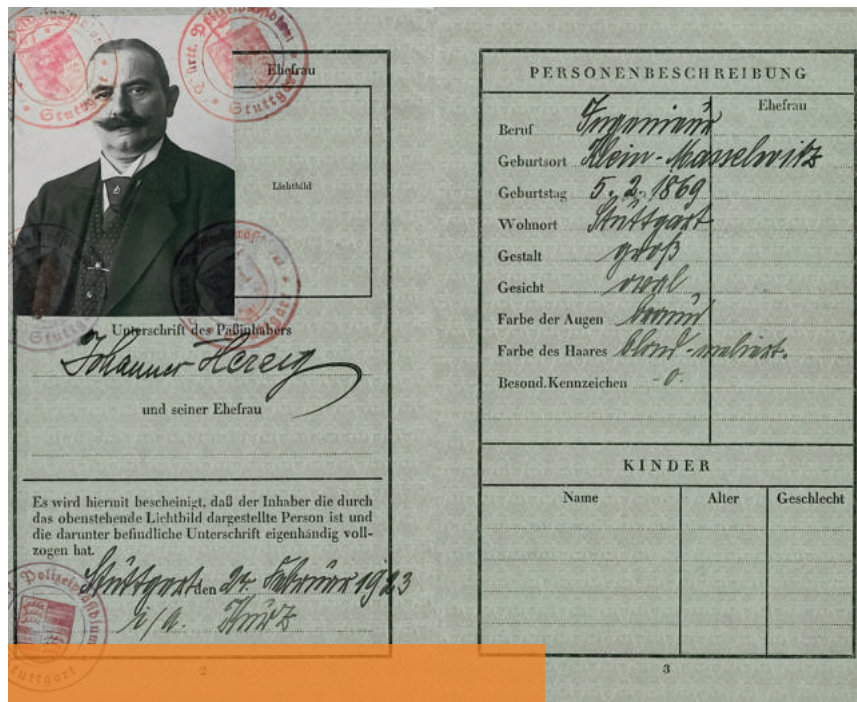 Ehefrau
Lichtbild
Unterschrift des Paßinhabers
Johannes Herzig
und seiner Ehefrau
Es wird hiermit bescheinigt, daß der Inhaber die durch
das obenstehende Lichtbild dargestellte Person ist und
die darunter befindliche Unterschrift eigenhändig voll-
zogen hat.
Stuttgart den 24. Februar 1923
i/a. Kurz
Stuttgart
2
PERSONENBESCHREIBUNG
Ehefrau
Beruf Ingenieur
Geburtsort Klein-Masselwitz
Geburtstag 5. 2. 1869
Wohnort Stuttgart
Gestalt groß
Gesicht oval
Farbe der Augen braun
Farbe des Haares blond-meliert.
Besond. Kennzeichen -0.
KINDER
Name Alter Geschlecht
3